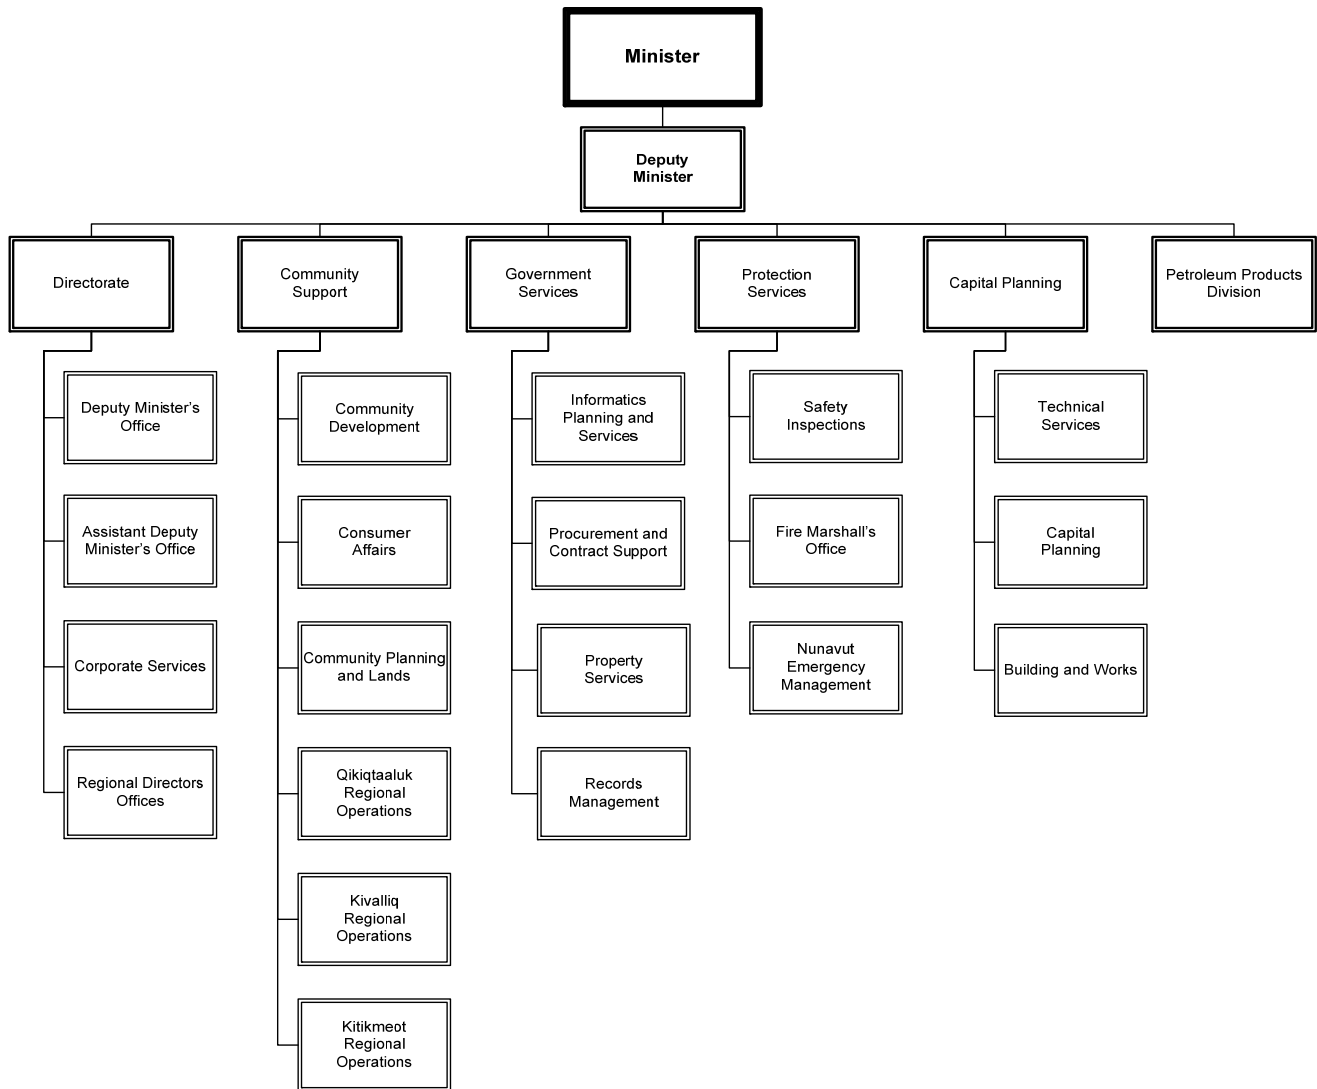 Minister
Deputy
Minister
Directorate
Community
Support
Government
Services
Protection
Services
Capital Planning
Petroleum Products
Division
Deputy Minister's
Office
Assistant Deputy
Minister's Office
Corporate Services
Regional Directors
Offices
Community
Development
Consumer
Affairs
Community Planning
and Lands
Qikiqtaaluk
Regional
Operations
Kivalliq
Regional
Operations
Kitikmeot
Regional
Operations
Informatics
Planning and
Services
Procurement and
Contract Support
Property
Services
Records
Management
Safety
Inspections
Fire Marshall's
Office
Nunavut
Emergency
Management
Technical
Services
Capital
Planning
Building and Works